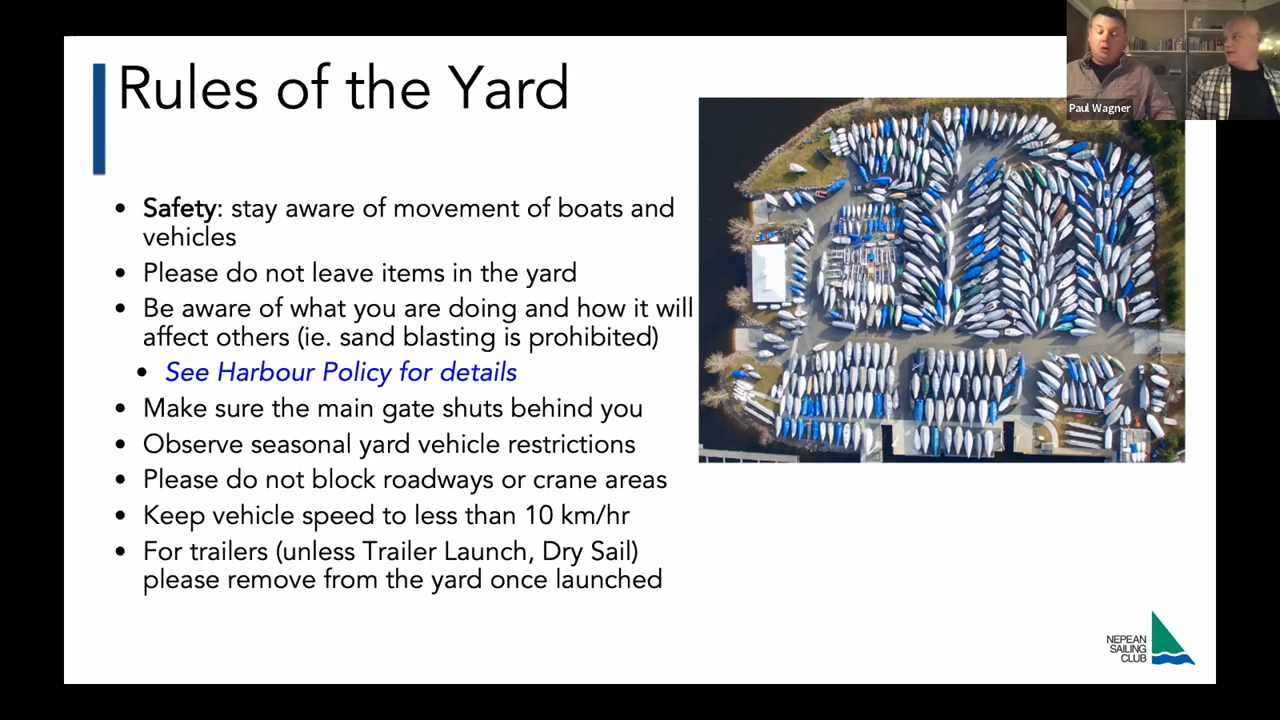 Rules of the Yard
Paul Wagner
• Safety: stay aware of movement of boats and
vehicles
• Please do not leave items in the yard
• Be aware of what you are doing and how it will
affect others (ie. sand blasting is prohibited)
• See Harbour Policy for details
• Make sure the main gate shuts behind you
• Observe seasonal yard vehicle restrictions
• Please do not block roadways or crane areas
• Keep vehicle speed to less than 10 km/hr
• For trailers (unless Trailer Launch, Dry Sail)
please remove from the yard once launched
NEPEAN
SAILING
CLUB